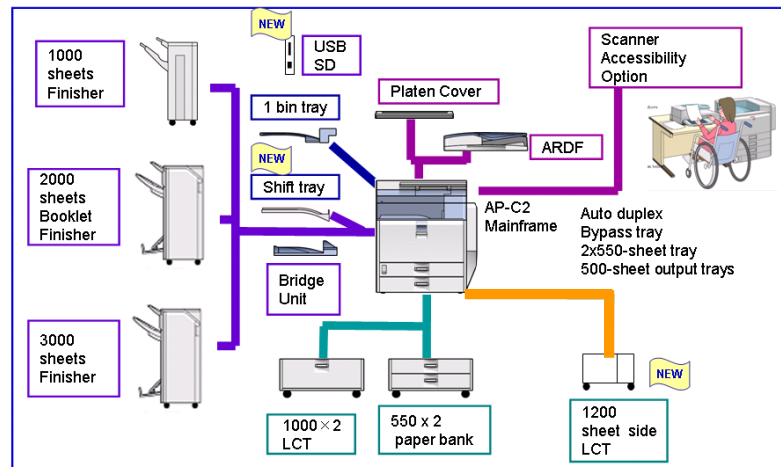 1000
sheets
Finisher
NEW
USB
SD
Platen Cover
Scanner
Accessibility
Option
1 bin tray
ARDF
NEW
2000
sheets
Booklet
Finisher
Shift tray
AP-C2
Mainframe
Auto duplex
Bypass tray
2x550-sheet tray
500-sheet output trays
Bridge
Unit
3000
sheets
Finisher
NEW
1000×2
LCT
550 x 2
paper bank
1200
sheet side
LCT